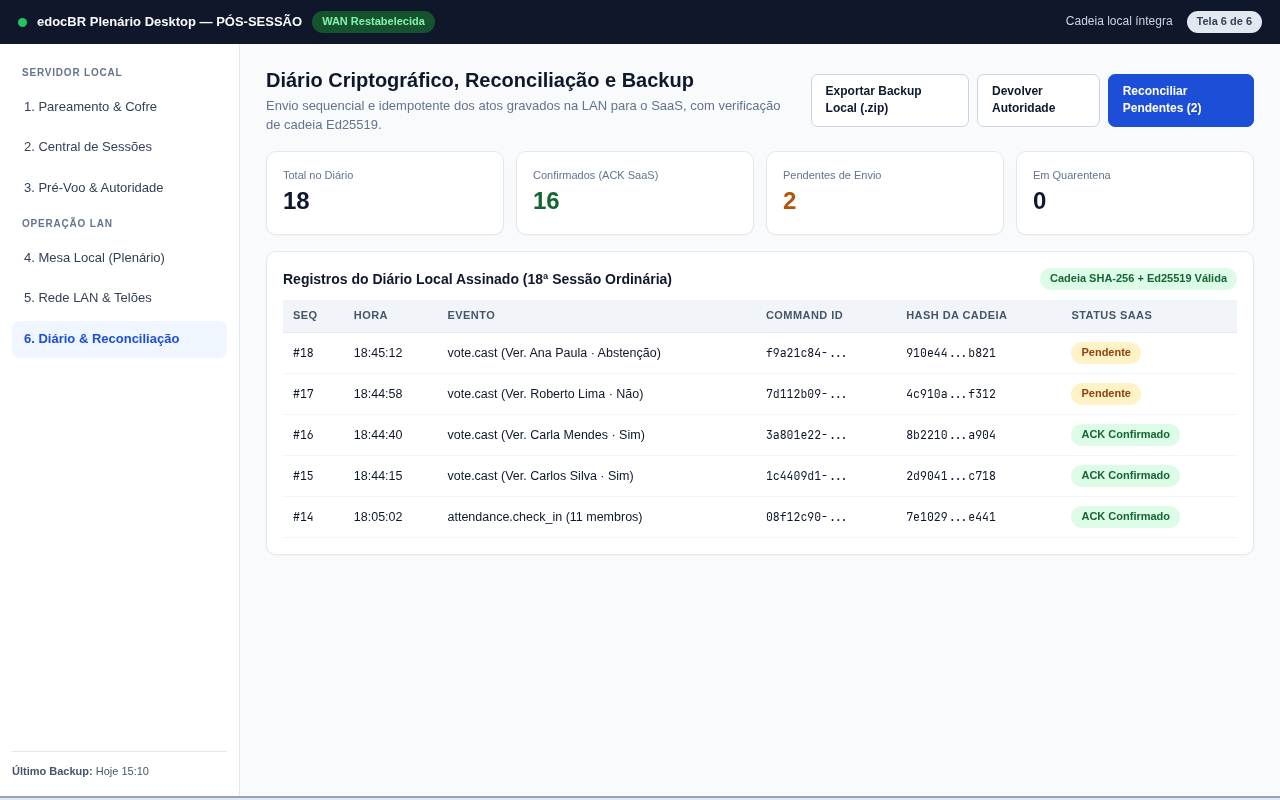 edocBR Plenário Desktop — PÓS-SESSÃO
WAN Restabelecida
Cadeia local íntegra
Tela 6 de 6
SERVIDOR LOCAL
1. Pareamento & Cofre
2. Central de Sessões
3. Pré-Voo & Autoridade
OPERAÇÃO LAN
4. Mesa Local (Plenário)
5. Rede LAN & Telões
6. Diário & Reconciliação
Último Backup: Hoje 15:10
Diário Criptográfico, Reconciliação e Backup
Envio sequencial e idempotente dos atos gravados na LAN para o SaaS, com verificação
de cadeia Ed25519.
Exportar Backup
Local (.zip)
Devolver
Autoridade
Reconciliar
Pendentes (2)
Total no Diário
18
Confirmados (ACK SaaS)
16
Pendentes de Envio
2
Em Quarentena
0
Registros do Diário Local Assinado (18ª Sessão Ordinária)
Cadeia SHA-256 + Ed25519 Válida
SEQ HORA EVENTO COMMAND ID HASH DA CADEIA STATUS SAAS
#18 18:45:12 vote.cast (Ver. Ana Paula · Abstenção) f9a21c84-... 910e44...b821 Pendente
#17 18:44:58 vote.cast (Ver. Roberto Lima · Não) 7d112b09-... 4c910a...f312 Pendente
#16 18:44:40 vote.cast (Ver. Carla Mendes · Sim) 3a801e22-... 8b2210...a904 ACK Confirmado
#15 18:44:15 vote.cast (Ver. Carlos Silva · Sim) 1c4409d1-... 2d9041...c718 ACK Confirmado
#14 18:05:02 attendance.check_in (11 membros) 08f12c90-... 7e1029...e441 ACK Confirmado